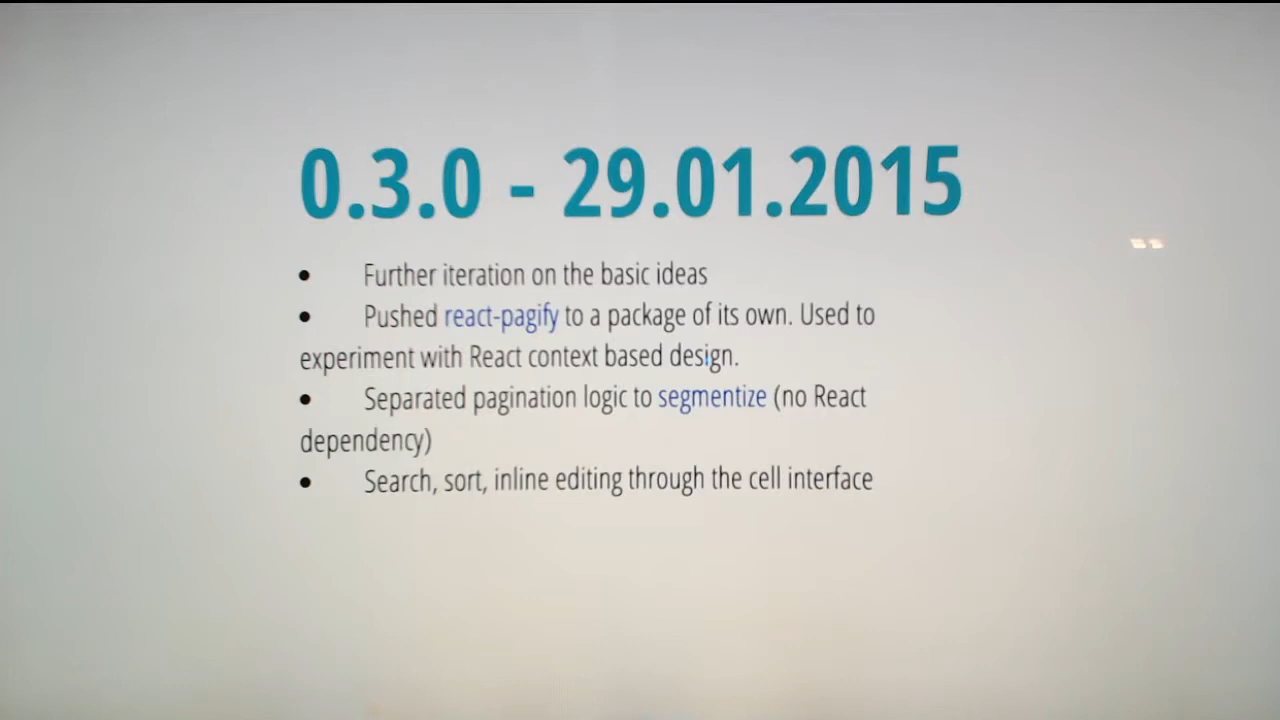 0.3.0 - 29.01.2015
• Further iteration on the basic ideas
• Pushed react-pagify to a package of its own. Used to
experiment with React context based design.
• Separated pagination logic to segmentize (no React
dependency)
• Search, sort, inline editing through the cell interface